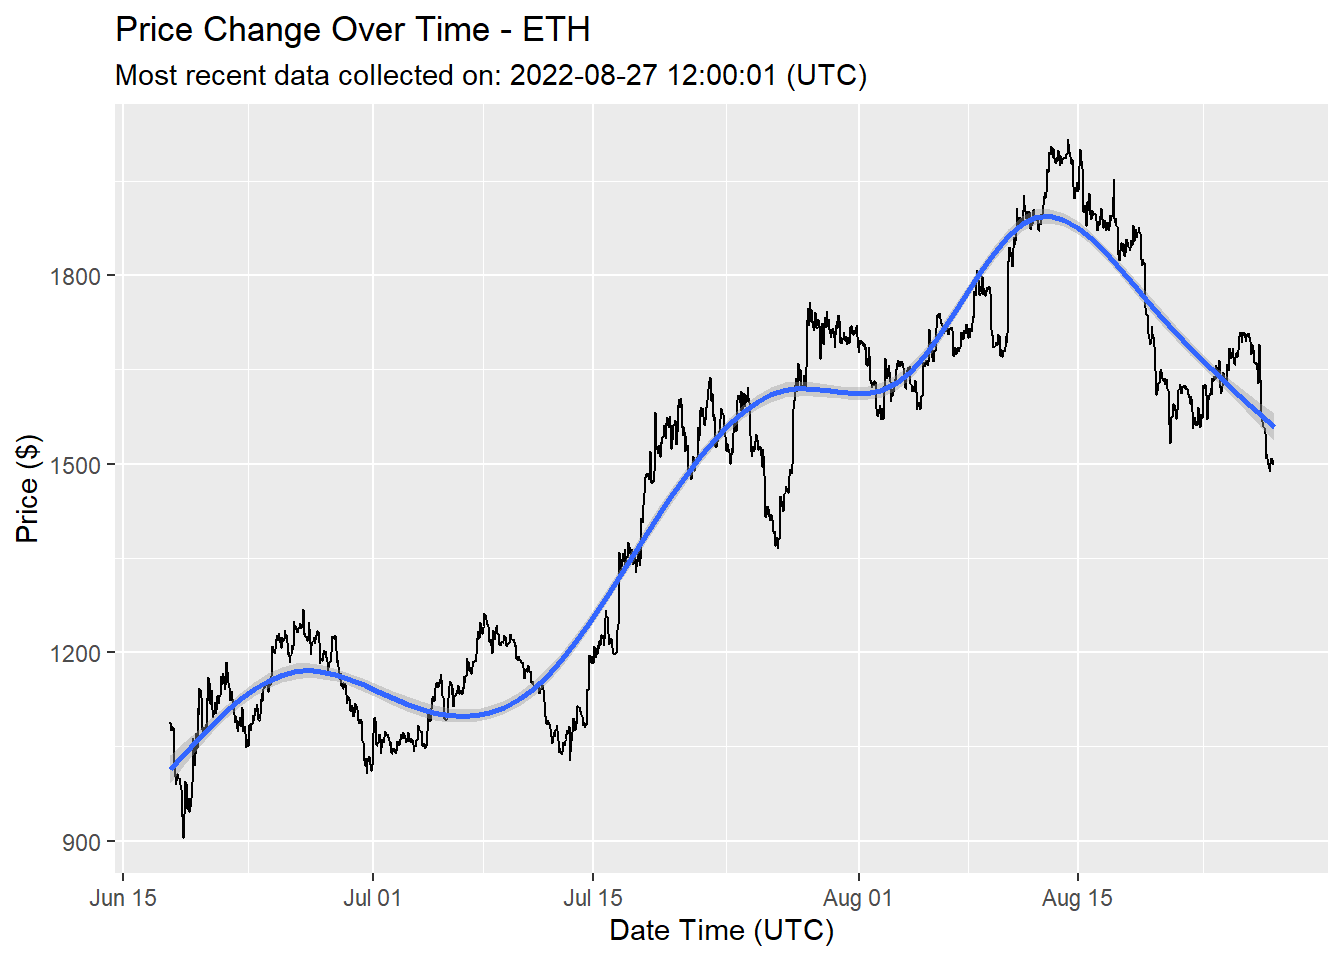 Price Change Over Time - ETH
Most recent data collected on: 2022-08-27 12:00:01 (UTC)
Price ($)
1800
1500
1200
900
Jun 15
Jul 01
Jul 15
Aug 01
Aug 15
Date Time (UTC)